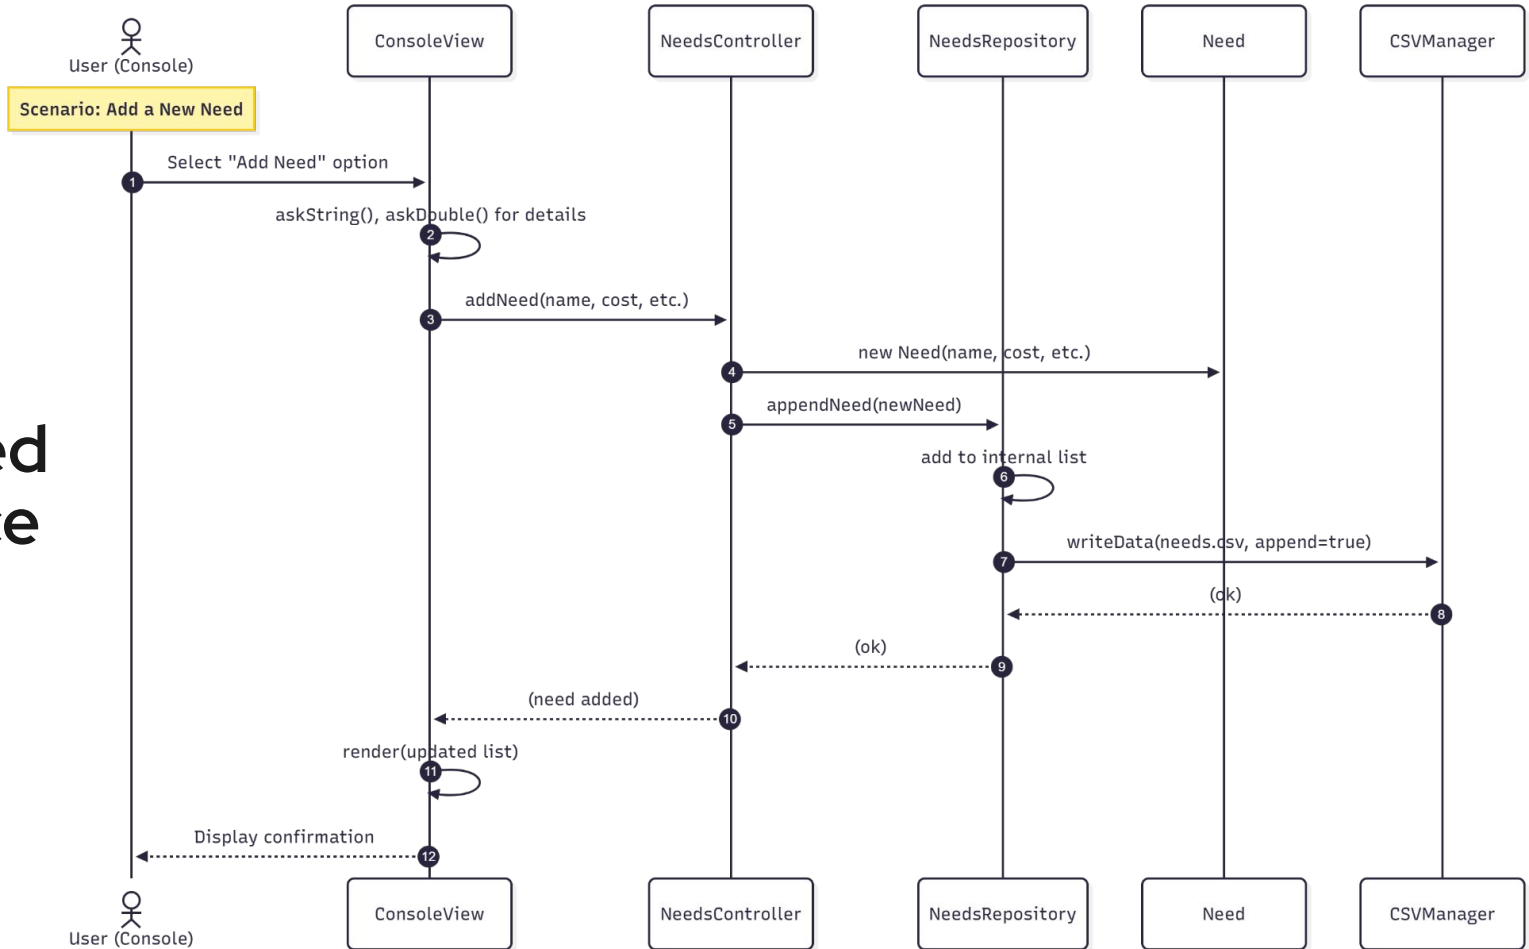 User (Console)
ConsoleView
NeedsController
NeedsRepository
Need
CSVManager
Scenario: Add a New Need
Select "Add Need" option
1
askString(), askDouble() for details
2
addNeed(name, cost, etc.)
3
new Need(name, cost, etc.)
4
appendNeed(newNeed)
5
add to internal list
6
writeData(needs.csv, append=true)
7
(ok)
8
(ok)
9
(need added)
10
render(updated list)
11
Display confirmation
12
User (Console)
ConsoleView
NeedsController
NeedsRepository
Need
CSVManager